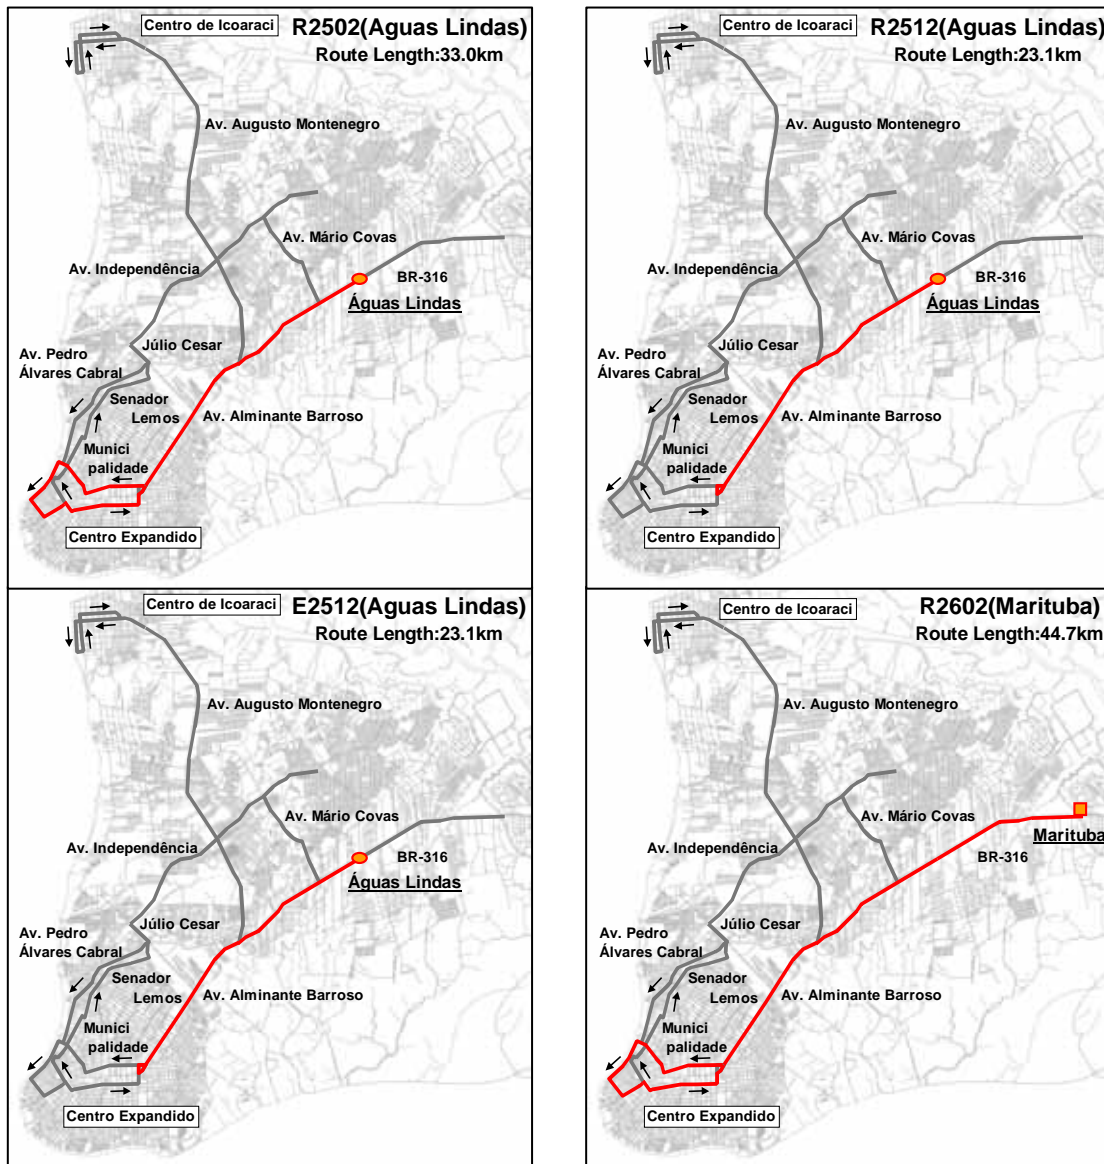 Centro de Icoaraci
R2502(Aguas Lindas)
Route Length:33.0km
Av. Augusto Montenegro
Av. Mário Covas
Av. Independência
BR-316
Águas Lindas
Júlio Cesar
Av. Pedro
Álvares Cabral
Senador
Lemos
Av. Alminante Barroso
Munici
palidade
Centro Expandido
Centro de Icoaraci
R2512(Aguas Lindas)
Route Length:23.1km
Av. Augusto Montenegro
Av. Mário Covas
Av. Independência
BR-316
Águas Lindas
Júlio Cesar
Av. Pedro
Álvares Cabral
Senador
Lemos
Av. Alminante Barroso
Munici
palidade
Centro Expandido
Centro de Icoaraci
E2512(Aguas Lindas)
Route Length:23.1km
Av. Augusto Montenegro
Av. Mário Covas
Av. Independência
BR-316
Águas Lindas
Júlio Cesar
Av. Pedro
Álvares Cabral
Senador
Lemos
Av. Alminante Barroso
Munici
palidade
Centro Expandido
Centro de Icoaraci
R2602(Marituba)
Route Length:44.7km
Av. Augusto Montenegro
Av. Mário Covas
Marituba
Av. Independência
BR-316
Júlio Cesar
Av. Pedro
Álvares Cabral
Senador
Lemos
Av. Alminante Barroso
Munici
palidade
Centro Expandido